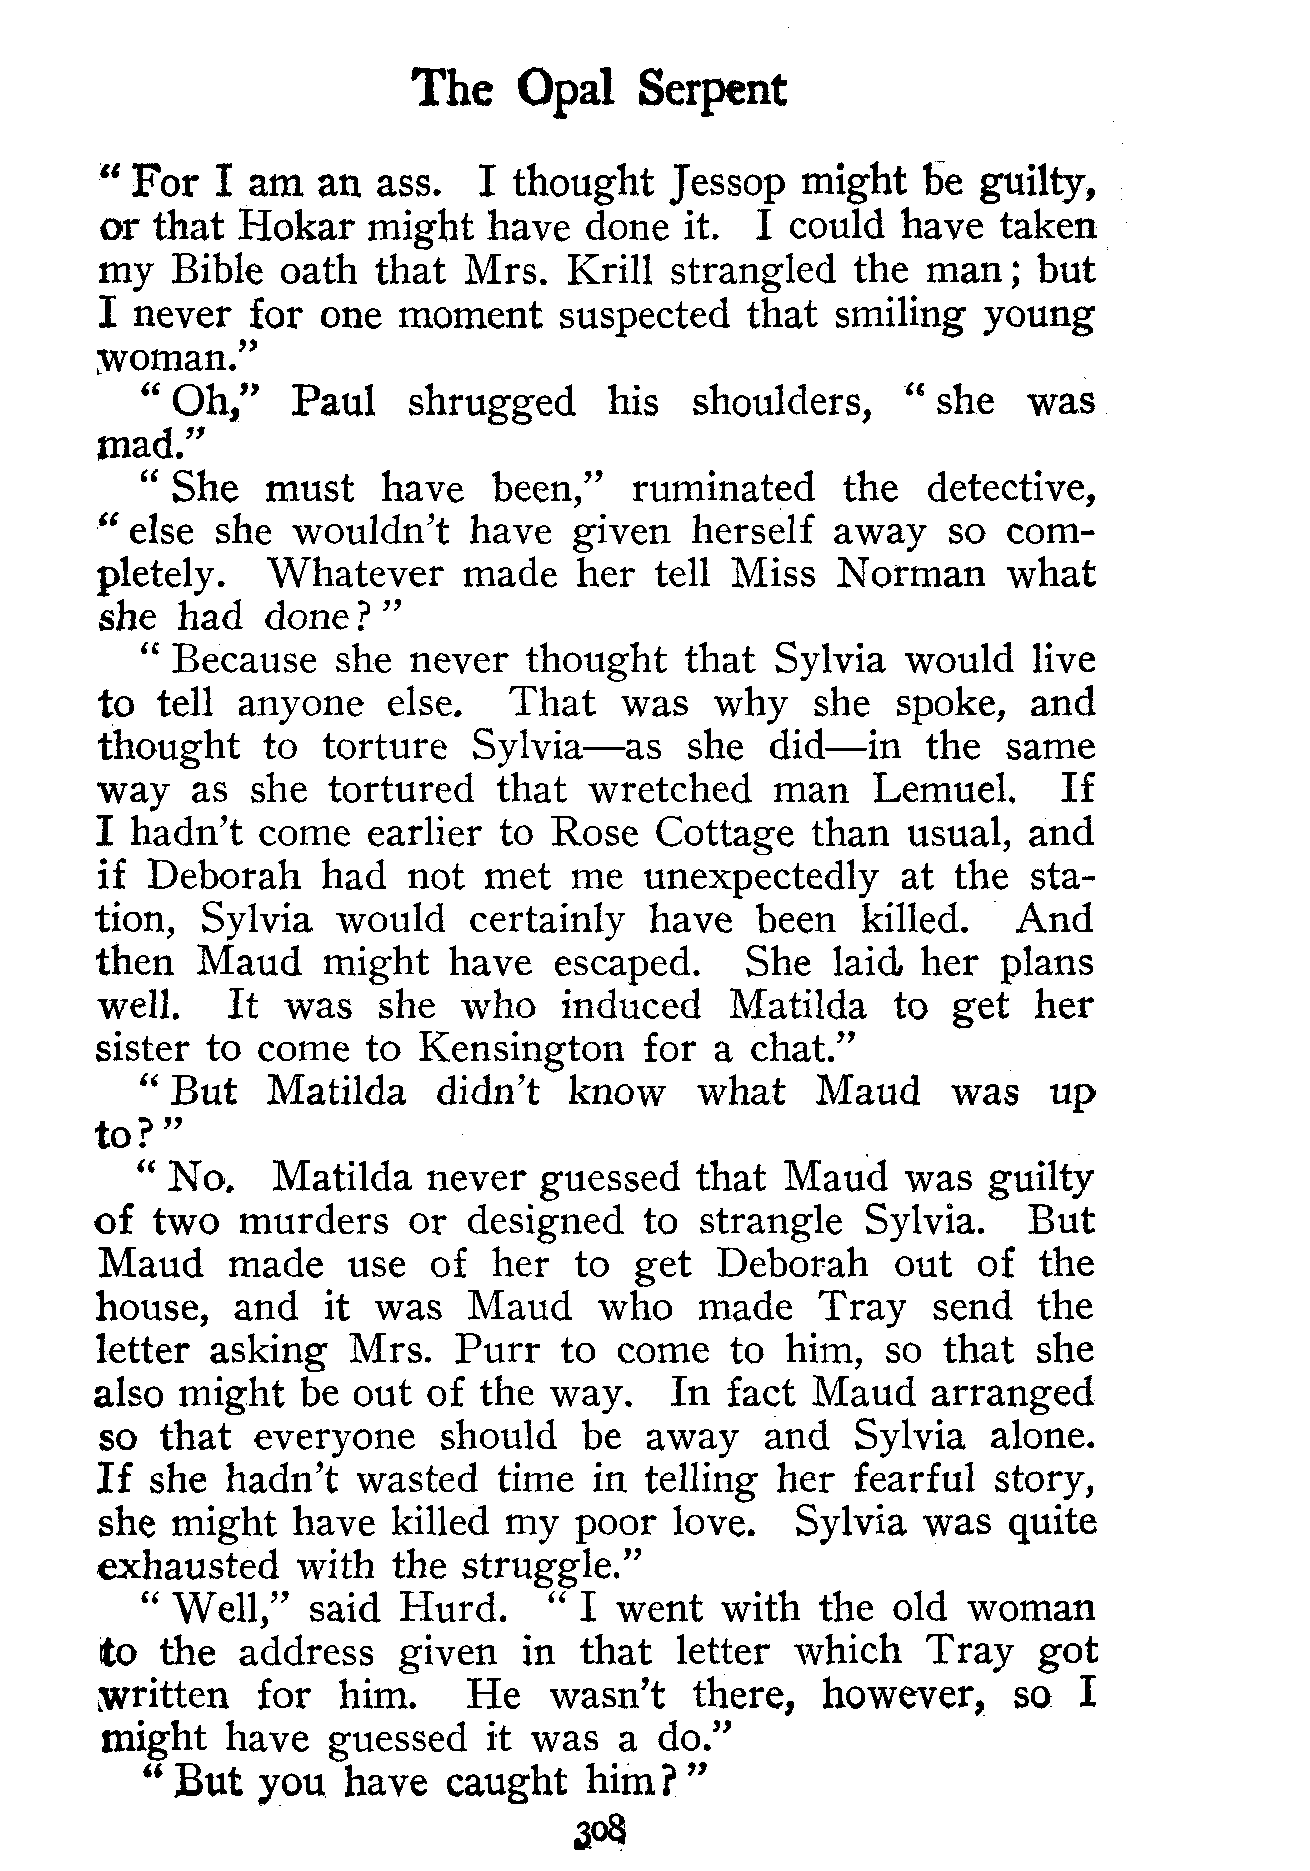 The Opal Serpent
“ For I am an ass. I thought Jessop might be guilty,
or that Hokar might have done it. I could have taken
my Bible oath that Mrs. Krill strangled the man; but
I never for one moment suspected that smiling young
woman.”
“ Oh,” Paul shrugged his shoulders, “ she was
mad.”
“ She must have been,” ruminated the detective,
“ else she wouldn’t have given herself away so com-
pletely. Whatever made her tell Miss Norman what
she had done? ”
“ Because she never thought that Sylvia would live
to tell anyone else. That was why she spoke, and
thought to torture Sylvia—as she did—in the same
way as she tortured that wretched man Lemuel. If
I hadn’t come earlier to Rose Cottage than usual, and
if Deborah had not met me unexpectedly at the sta-
tion, Sylvia would certainly have been killed. And
then Maud might have escaped. She laid her plans
well. It was she who induced Matilda to get her
sister to come to Kensington for a chat.”
“ But Matilda didn’t know what Maud was up
to? ”
“ No. Matilda never guessed that Maud was guilty
of two murders or designed to strangle Sylvia. But
Maud made use of her to get Deborah out of the
house, and it was Maud who made Tray send the
letter asking Mrs. Purr to come to him, so that she
also might be out of the way. In fact Maud arranged
so that everyone should be away and Sylvia alone.
If she hadn’t wasted time in telling her fearful story,
she might have killed my poor love. Sylvia was quite
exhausted with the struggle.”
“ Well,” said Hurd. “ I went with the old woman
to the address given in that letter which Tray got
written for him. He wasn’t there, however, so I
might have guessed it was a do.”
“ But you have caught him? ”
308